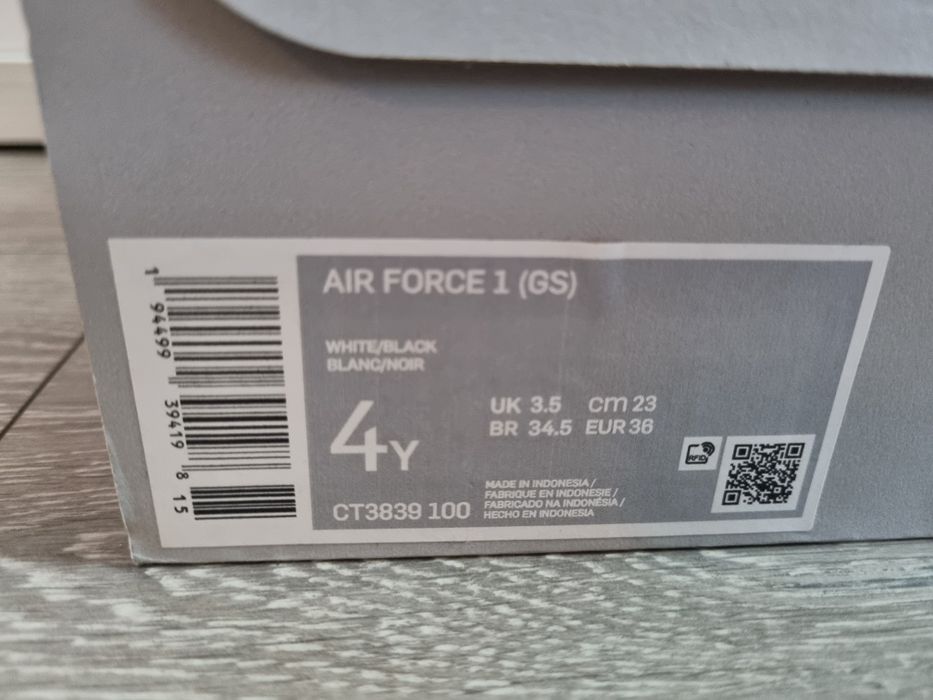 AIR FORCE 1 (GS)
WHITE/BLACK
BLANC/NOIR
4Y
UK 3.5 cm 23
BR 34.5 EUR 36
CT3839 100
MADE IN INDONESIA /
FABRIQUE EN INDONESIE /
FABRICADO NA INDONÉSIA /
HECHO EN INDONESIA
RFID
1 94499 39419 8 15